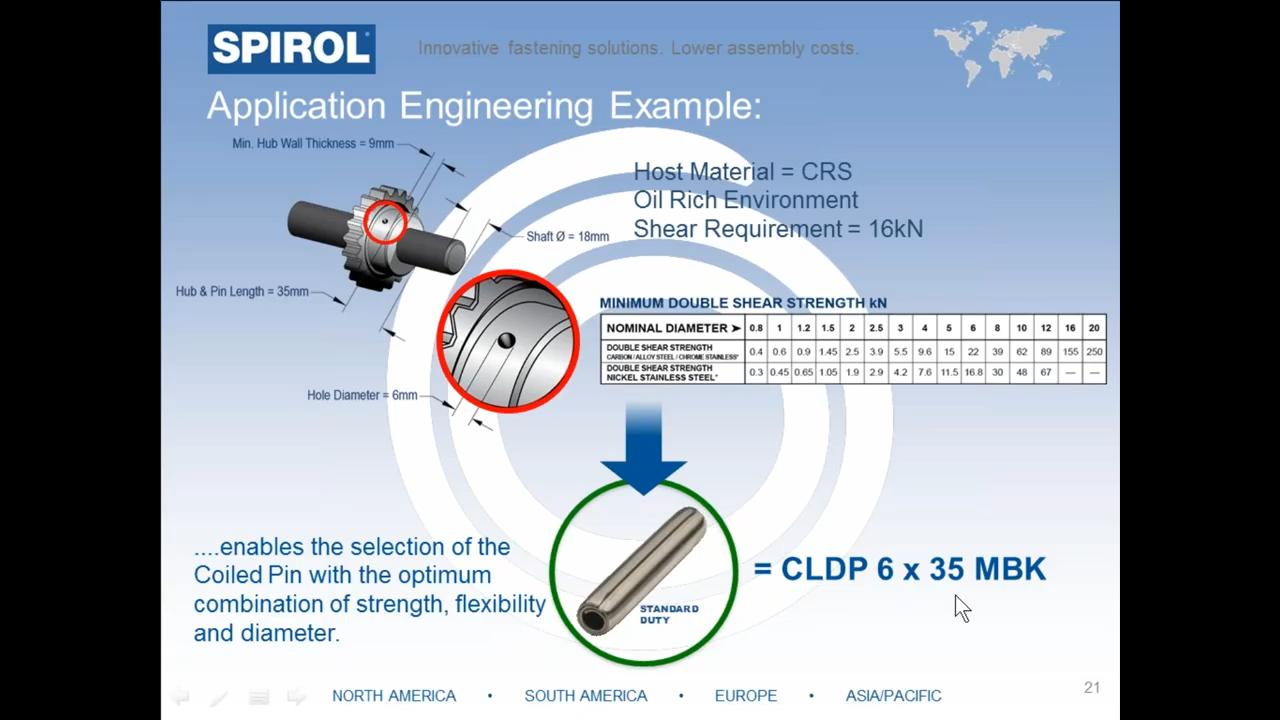 SPIROL
Innovative fastening solutions. Lower assembly costs.
Application Engineering Example:
Min. Hub Wall Thickness = 9mm
Shaft Ø = 18mm
Hub & Pin Length = 35mm
Hole Diameter = 6mm
Host Material = CRS
Oil Rich Environment
Shear Requirement = 16kN
MINIMUM DOUBLE SHEAR STRENGTH kN
NOMINAL DIAMETER ➤ 0.8 1 1.2 1.5 2 2.5 3 4 5 6 8 10 12 16 20
DOUBLE SHEAR STRENGTH
CARBON / ALLOY STEEL / CHROME STAINLESS* 0.4 0.6 0.9 1.45 2.5 3.9 5.5 9.6 15 22 39 62 89 155 250
DOUBLE SHEAR STRENGTH
NICKEL STAINLESS STEEL* 0.3 0.45 0.65 1.05 1.9 2.9 4.2 7.6 11.5 16.8 30 48 67 — —
....enables the selection of the
Coiled Pin with the optimum
combination of strength, flexibility
and diameter.
STANDARD
DUTY
= CLDP 6 x 35 MBK
NORTH AMERICA • SOUTH AMERICA • EUROPE • ASIA/PACIFIC
21